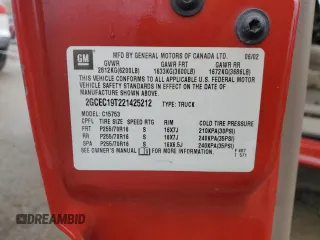 GM
MFD BY GENERAL MOTORS OF CANADA LTD. 06/02
GVWR GAWR FRT GAWR RR
2812KG(6200LB) 1633KG(3600LB) 1672KG(3686LB)
THIS VEHICLE CONFORMS TO ALL APPLICABLE U.S. FEDERAL MOTOR
VEHICLE SAFETY STANDARDS IN EFFECT ON THE DATE OF
MANUFACTURE SHOWN ABOVE.
2GCEC19T221425212 TYPE: TRUCK
MODEL: C15753
CPFL TIRE SIZE SPEED RTG RIM COLD TIRE PRESSURE
FRT P255/70R16 S 16X7J 210KPA(30PSI)
RR P255/70R16 S 16X7J 240KPA(35PSI)
SPA P255/70R16 S 16X6.5J 240KPA(35PSI)
SEE OWNER'S MANUAL FOR ADDITIONAL INFORMATION.
DREAMBID